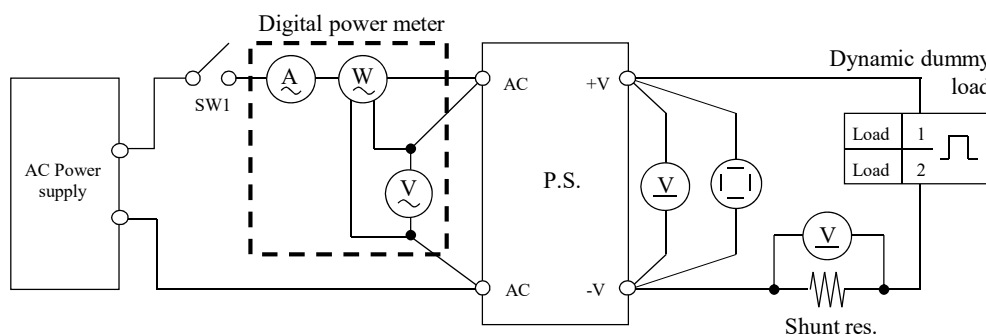 Digital power meter
Dynamic dummy
load
A
W
SW1
AC
+V
Load 1
Load 2
AC Power
supply
P.S.
V
V
V
AC
-V
Shunt res.